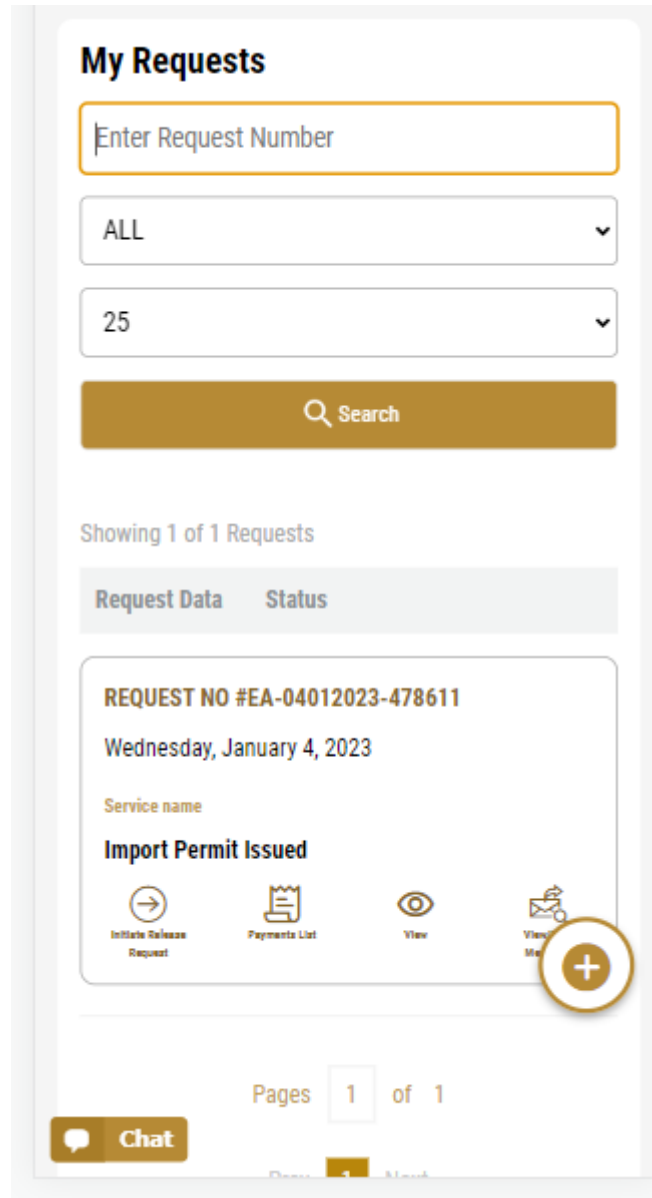 My Requests
Enter Request Number
ALL
25
Search
Showing 1 of 1 Requests
Request Data Status
REQUEST NO #EA-04012023-478611
Wednesday, January 4, 2023
Service name
Import Permit Issued
Initiate Release
Request
Payments List
View
Pages 1 of 1
Chat
1 Next